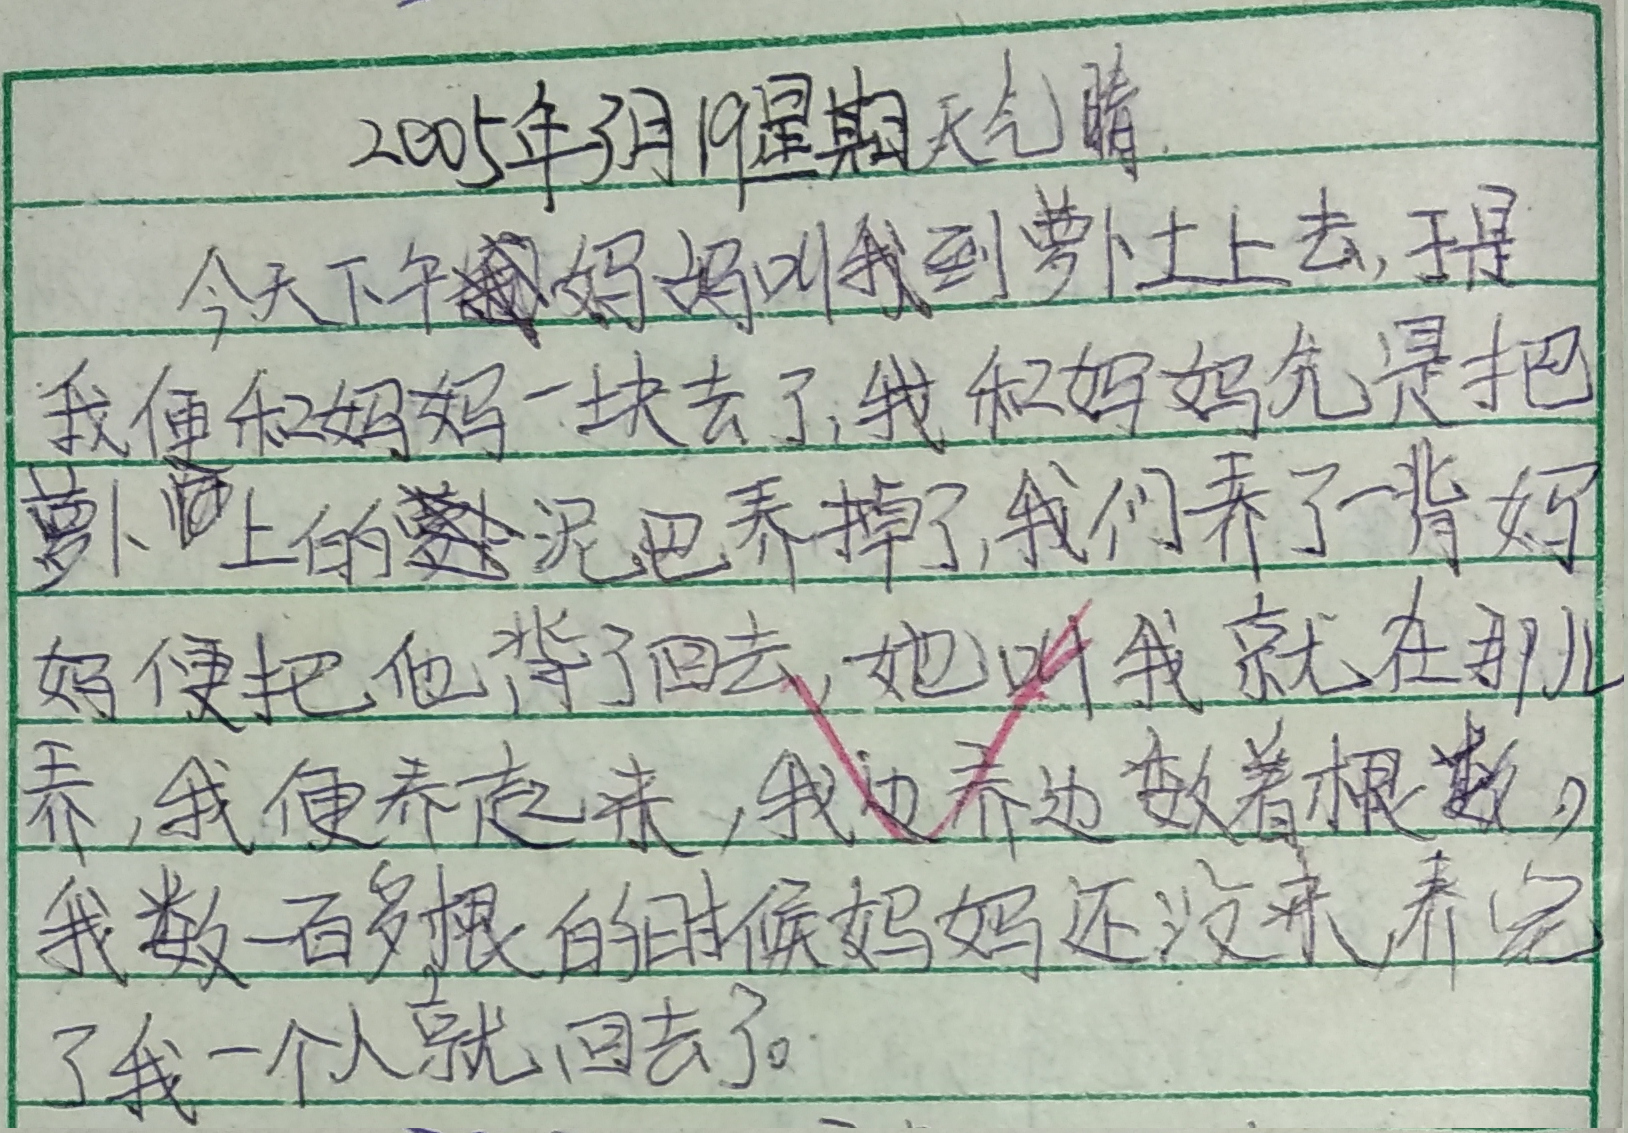 2005年3月19星期天气晴
今天下午妈妈叫我到萝卜土上去,于是
我便和妈妈一块去了,我和妈妈先是把
萝卜上的泥巴弄掉了,我们弄了一背妈
妈便把他背了回去,她叫我就在那儿
弄,我便弄起来,我边弄边数着根数,
我数一百多根的时候妈妈还没来,弄完
了我一个人就回去了。